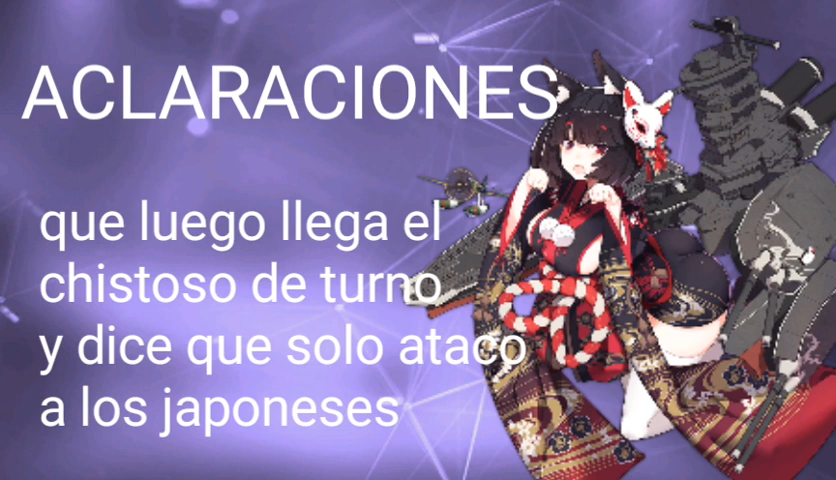 ACLARACIONES
que luego llega el
chistoso de turno
y dice que solo ataco
a los japoneses